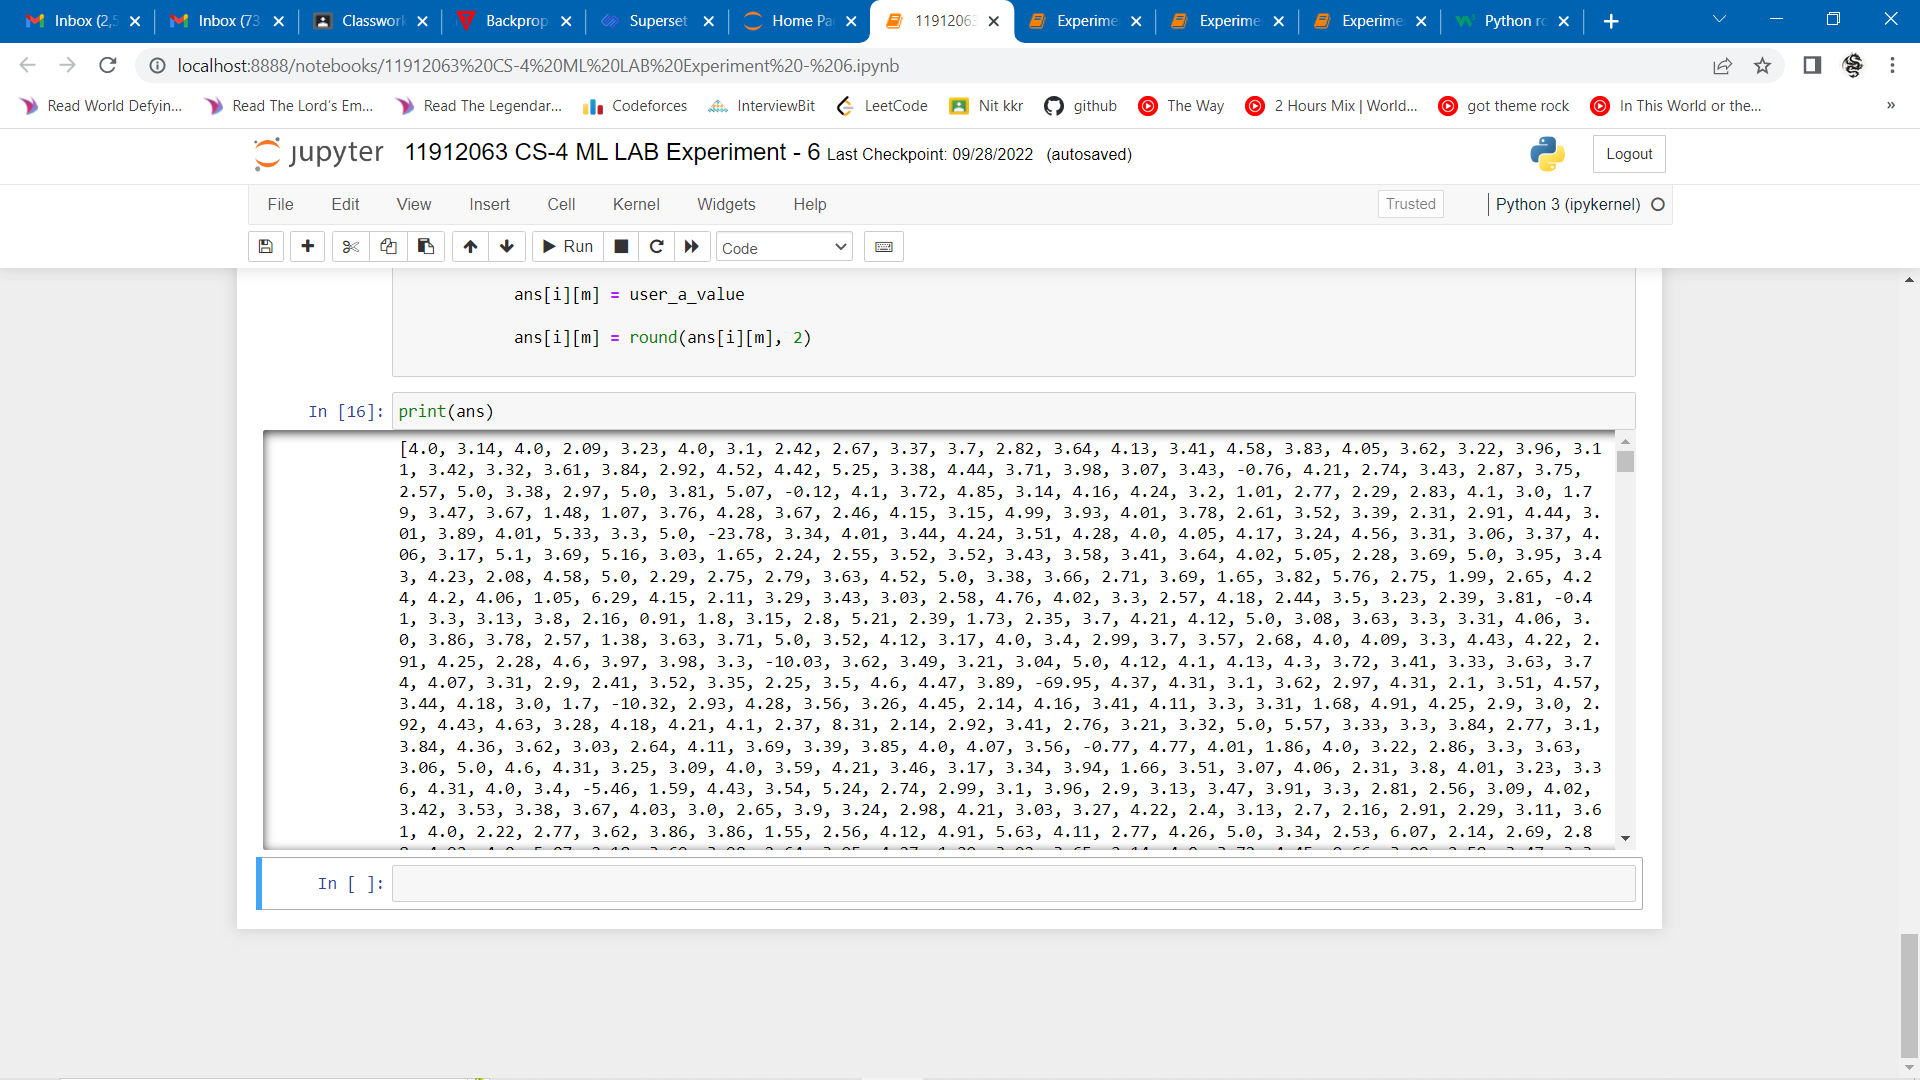 Inbox (2,5
Inbox (73
Classwork
Backprop
Superset
Home Pa
11912063
Experime
Experime
Experime
Python ro
localhost:8888/notebooks/11912063%20CS-4%20ML%20LAB%20Experiment%20-%206.ipynb
Read World Defyin...
Read The Lord's Em...
Read The Legendar...
Codeforces
InterviewBit
LeetCode
Nit kkr
github
The Way
2 Hours Mix | World...
got theme rock
In This World or the...
»
jupyter 11912063 CS-4 ML LAB Experiment - 6 Last Checkpoint: 09/28/2022 (autosaved)
Logout
File Edit View Insert Cell Kernel Widgets Help
Trusted
Python 3 (ipykernel)
Run
Code
ans[i][m] = user_a_value
ans[i][m] = round(ans[i][m], 2)
In [16]: print(ans)
[4.0, 3.14, 4.0, 2.09, 3.23, 4.0, 3.1, 2.42, 2.67, 3.37, 3.7, 2.82, 3.64, 4.13, 3.41, 4.58, 3.83, 4.05, 3.62, 3.22, 3.96, 3.1
1, 3.42, 3.32, 3.61, 3.84, 2.92, 4.52, 4.42, 5.25, 3.38, 4.44, 3.71, 3.98, 3.07, 3.43, -0.76, 4.21, 2.74, 3.43, 2.87, 3.75,
2.57, 5.0, 3.38, 2.97, 5.0, 3.81, 5.07, -0.12, 4.1, 3.72, 4.85, 3.14, 4.16, 4.24, 3.2, 1.01, 2.77, 2.29, 2.83, 4.1, 3.0, 1.7
9, 3.47, 3.67, 1.48, 1.07, 3.76, 4.28, 3.67, 2.46, 4.15, 3.15, 4.99, 3.93, 4.01, 3.78, 2.61, 3.52, 3.39, 2.31, 2.91, 4.44, 3.
01, 3.89, 4.01, 5.33, 3.3, 5.0, -23.78, 3.34, 4.01, 3.44, 4.24, 3.51, 4.28, 4.0, 4.05, 4.17, 3.24, 4.56, 3.31, 3.06, 3.37, 4.
06, 3.17, 5.1, 3.69, 5.16, 3.03, 1.65, 2.24, 2.55, 3.52, 3.52, 3.43, 3.58, 3.41, 3.64, 4.02, 5.05, 2.28, 3.69, 5.0, 3.95, 3.4
3, 4.23, 2.08, 4.58, 5.0, 2.29, 2.75, 2.79, 3.63, 4.52, 5.0, 3.38, 3.66, 2.71, 3.69, 1.65, 3.82, 5.76, 2.75, 1.99, 2.65, 4.2
4, 4.2, 4.06, 1.05, 6.29, 4.15, 2.11, 3.29, 3.43, 3.03, 2.58, 4.76, 4.02, 3.3, 2.57, 4.18, 2.44, 3.5, 3.23, 2.39, 3.81, -0.4
1, 3.3, 3.13, 3.8, 2.16, 0.91, 1.8, 3.15, 2.8, 5.21, 2.39, 1.73, 2.35, 3.7, 4.21, 4.12, 5.0, 3.08, 3.63, 3.3, 3.31, 4.06, 3.
0, 3.86, 3.78, 2.57, 1.38, 3.63, 3.71, 5.0, 3.52, 4.12, 3.17, 4.0, 3.4, 2.99, 3.7, 3.57, 2.68, 4.0, 4.09, 3.3, 4.43, 4.22, 2.
91, 4.25, 2.28, 4.6, 3.97, 3.98, 3.3, -10.03, 3.62, 3.49, 3.21, 3.04, 5.0, 4.12, 4.1, 4.13, 4.3, 3.72, 3.41, 3.33, 3.63, 3.7
4, 4.07, 3.31, 2.9, 2.41, 3.52, 3.35, 2.25, 3.5, 4.6, 4.47, 3.89, -69.95, 4.37, 4.31, 3.1, 3.62, 2.97, 4.31, 2.1, 3.51, 4.57,
3.44, 4.18, 3.0, 1.7, -10.32, 2.93, 4.28, 3.56, 3.26, 4.45, 2.14, 4.16, 3.41, 4.11, 3.3, 3.31, 1.68, 4.91, 4.25, 2.9, 3.0, 2.
92, 4.43, 4.63, 3.28, 4.18, 4.21, 4.1, 2.37, 8.31, 2.14, 2.92, 3.41, 2.76, 3.21, 3.32, 5.0, 5.57, 3.33, 3.3, 3.84, 2.77, 3.1,
3.84, 4.36, 3.62, 3.03, 2.64, 4.11, 3.69, 3.39, 3.85, 4.0, 4.07, 3.56, -0.77, 4.77, 4.01, 1.86, 4.0, 3.22, 2.86, 3.3, 3.63,
3.06, 5.0, 4.6, 4.31, 3.25, 3.09, 4.0, 3.59, 4.21, 3.46, 3.17, 3.34, 3.94, 1.66, 3.51, 3.07, 4.06, 2.31, 3.8, 4.01, 3.23, 3.3
6, 4.31, 4.0, 3.4, -5.46, 1.59, 4.43, 3.54, 5.24, 2.74, 2.99, 3.1, 3.96, 2.9, 3.13, 3.47, 3.91, 3.3, 2.81, 2.56, 3.09, 4.02,
3.42, 3.53, 3.38, 3.67, 4.03, 3.0, 2.65, 3.9, 3.24, 2.98, 4.21, 3.03, 3.27, 4.22, 2.4, 3.13, 2.7, 2.16, 2.91, 2.29, 3.11, 3.6
1, 4.0, 2.22, 2.77, 3.62, 3.86, 3.86, 1.55, 2.56, 4.12, 4.91, 5.63, 4.11, 2.77, 4.26, 5.0, 3.34, 2.53, 6.07, 2.14, 2.69, 2.8
In [ ]: